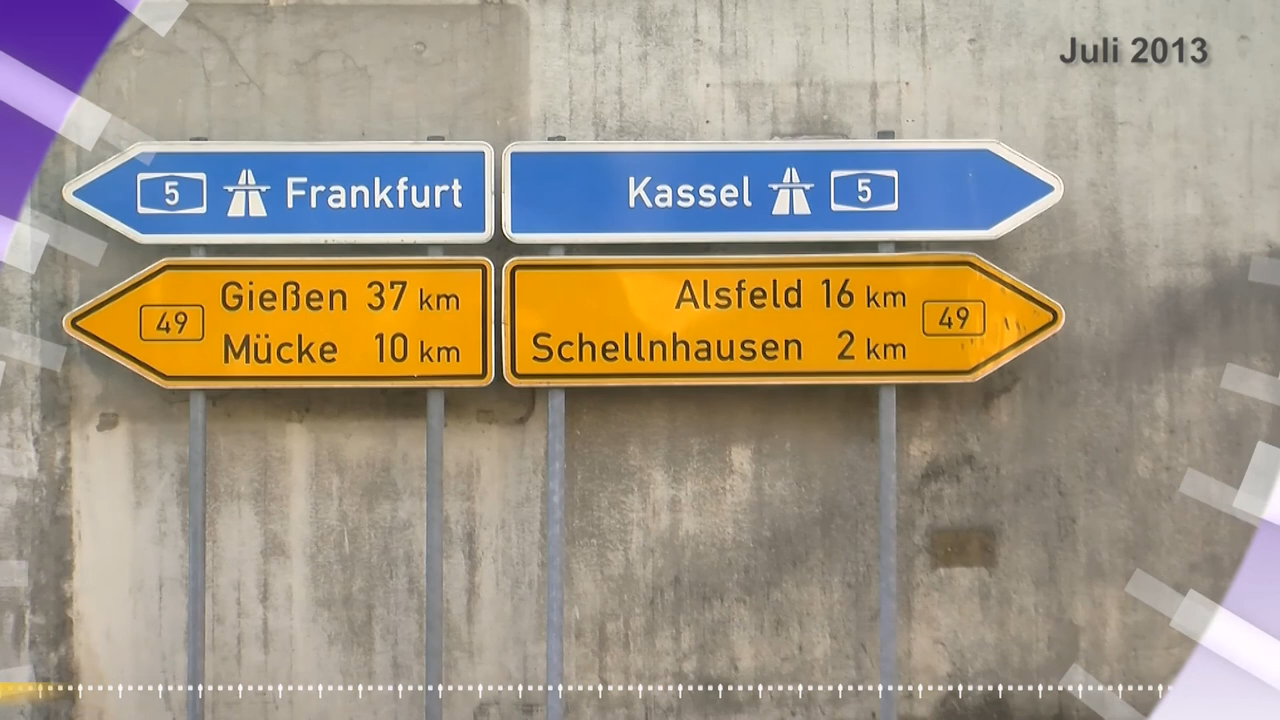 Juli 2013
5 Frankfurt
Kassel 5
49
Gießen 37 km
Mücke 10 km
Alsfeld 16 km
Schellnhausen 2 km
49